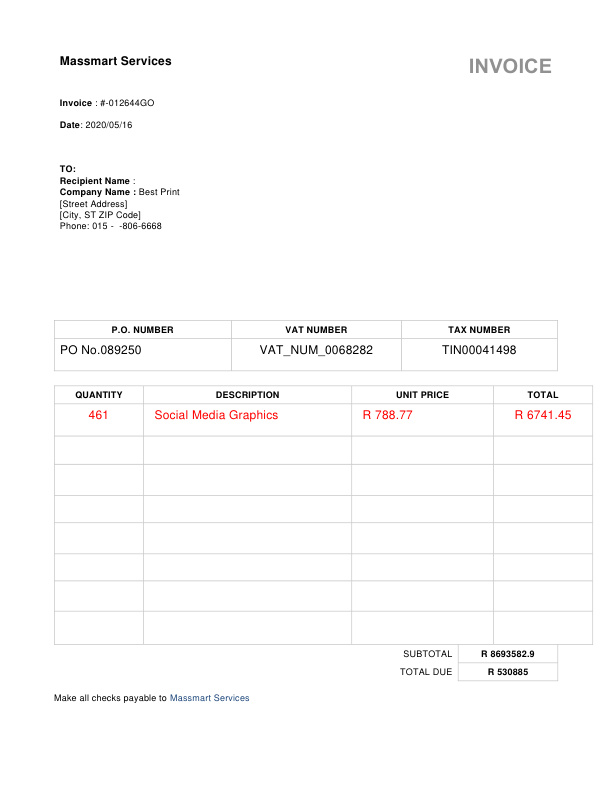 Massmart Services
INVOICE
Invoice : #-012644GO
Date: 2020/05/16
TO:
Recipient Name :
Company Name : Best Print
[Street Address]
[City, ST ZIP Code]
Phone: 015 - -806-6668
P.O. NUMBER VAT NUMBER TAX NUMBER
PO No.089250 VAT_NUM_0068282 TIN00041498
QUANTITY DESCRIPTION UNIT PRICE TOTAL
461 Social Media Graphics R 788.77 R 6741.45
SUBTOTAL R 8693582.9
TOTAL DUE R 530885
Make all checks payable to Massmart Services